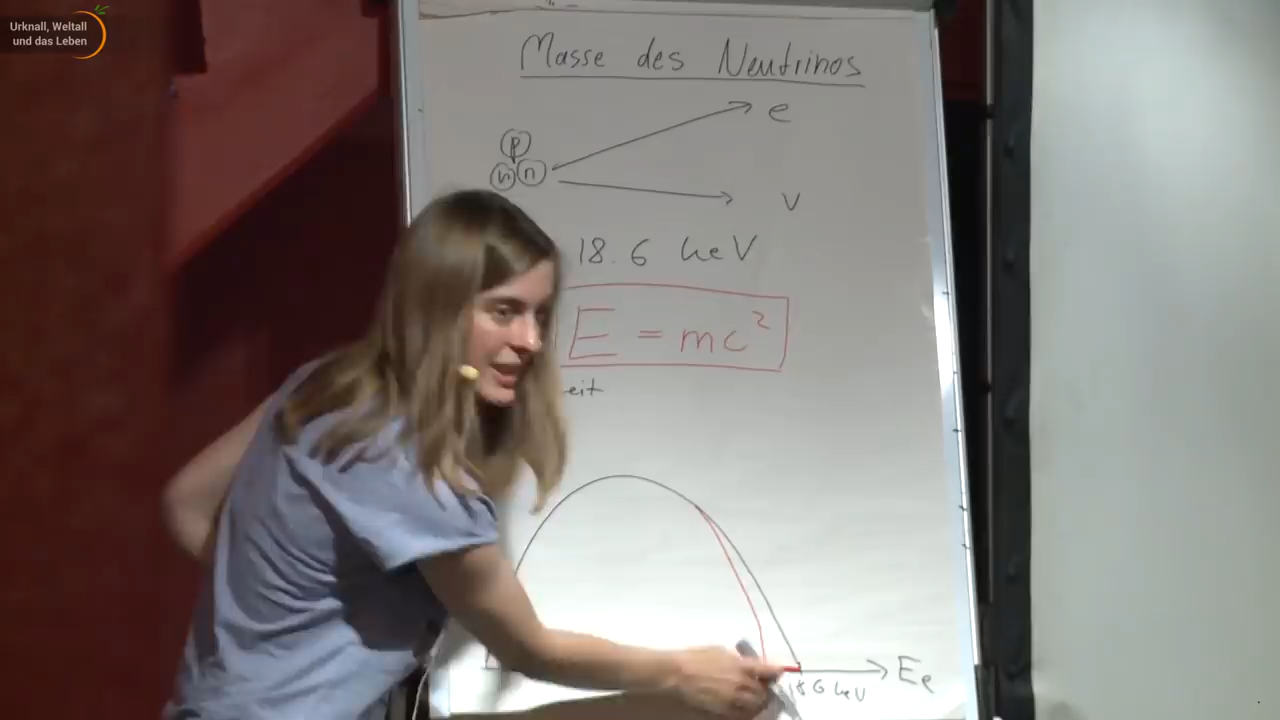 Urknall, Weltall
und das Leben
Masse des Neutrinos
e
p
n n
ν
18.6 keV
E = mc²
eit
Ee
18.6 keV